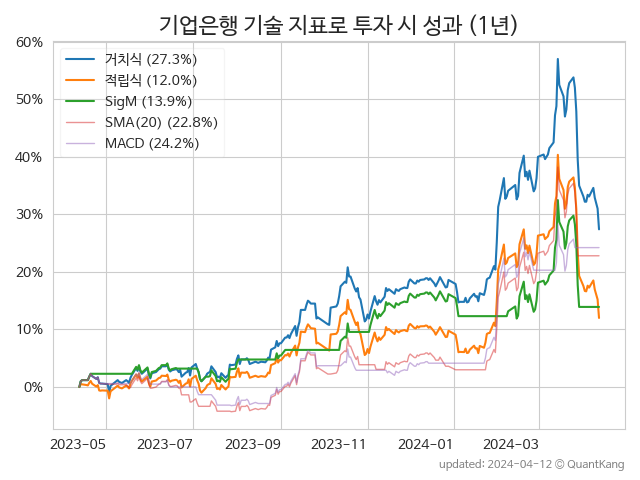 기업은행 기술 지표로 투자 시 성과 (1년)
거치식 (27.3%)
적립식 (12.0%)
SigM (13.9%)
SMA(20) (22.8%)
MACD (24.2%)
60%
50%
40%
30%
20%
10%
0%
2023-05 2023-07 2023-09 2023-11 2024-01 2024-03
updated: 2024-04-12 © QuantKang